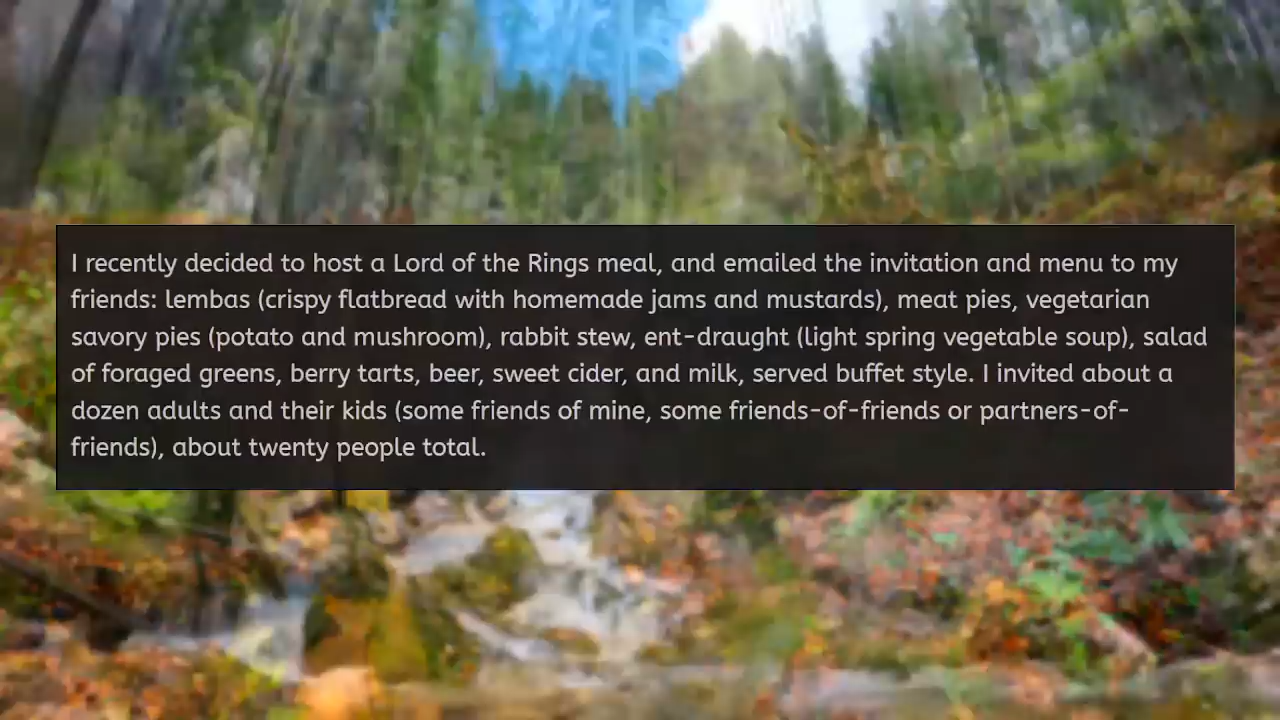 I recently decided to host a Lord of the Rings meal, and emailed the invitation and menu to my
friends: lembas (crispy flatbread with homemade jams and mustards), meat pies, vegetarian
savory pies (potato and mushroom), rabbit stew, ent-draught (light spring vegetable soup), salad
of foraged greens, berry tarts, beer, sweet cider, and milk, served buffet style. I invited about a
dozen adults and their kids (some friends of mine, some friends-of-friends or partners-of-
friends), about twenty people total.